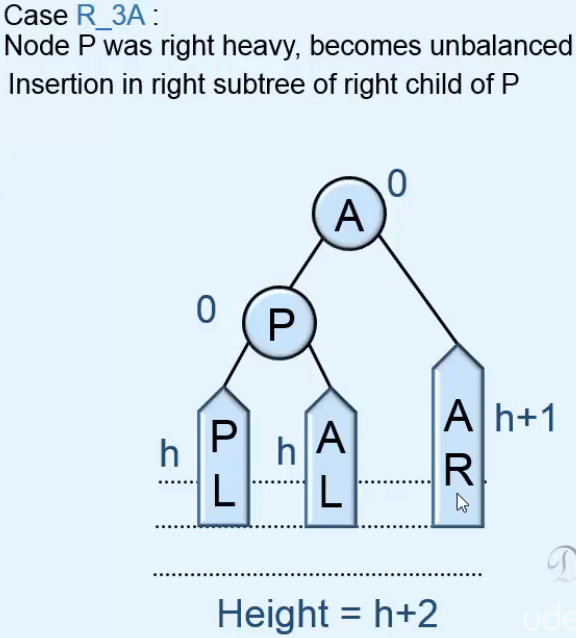 Case R_3A :
Node P was right heavy, becomes unbalanced
Insertion in right subtree of right child of P
0
A
0
P
h
P
L
h
A
L
A
R
h+1
Height = h+2
ude